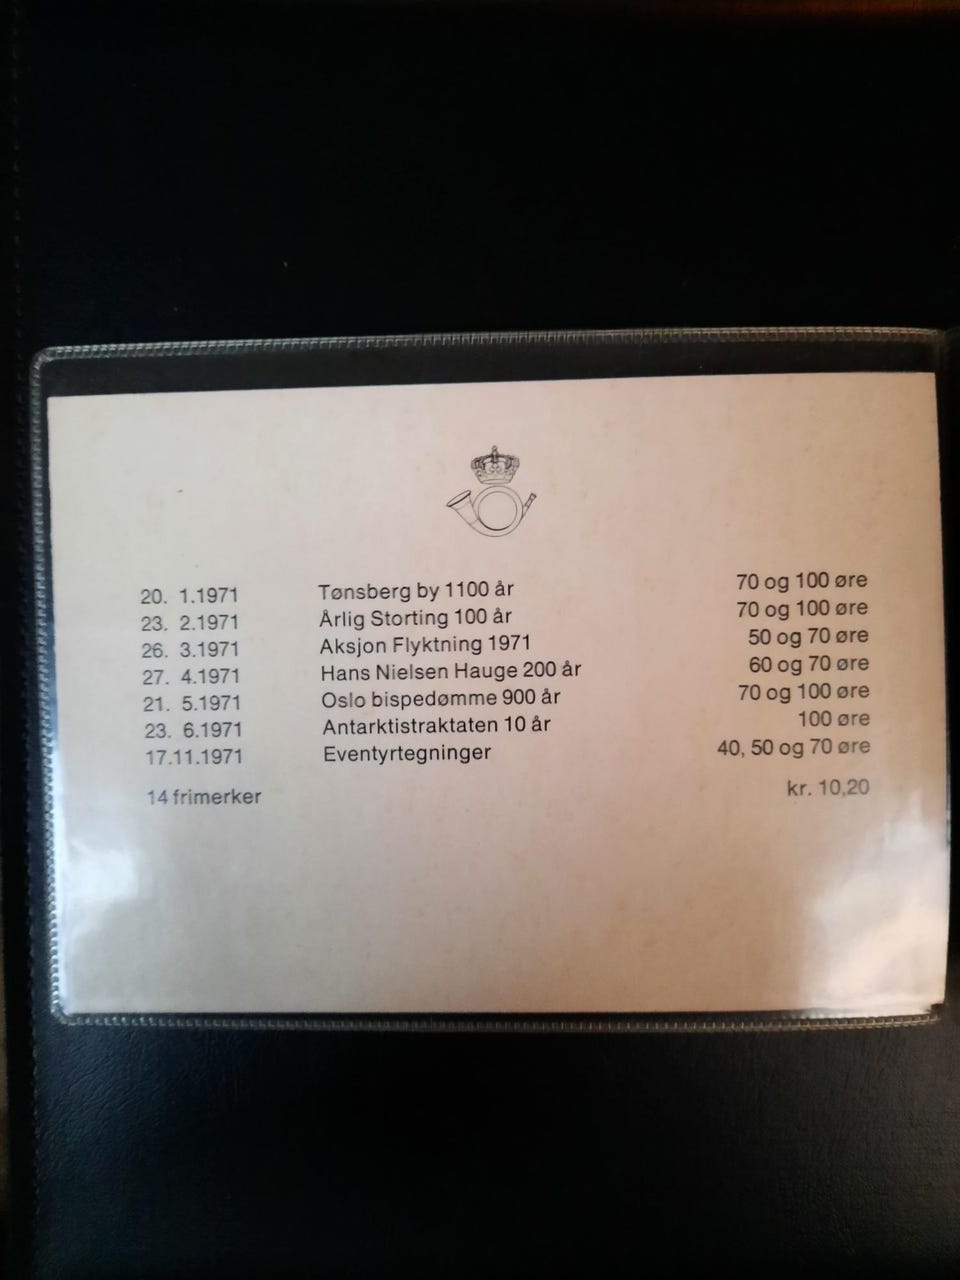 20. 1.1971 Tønsberg by 1100 år 70 og 100 øre
23. 2.1971 Årlig Storting 100 år 70 og 100 øre
26. 3.1971 Aksjon Flyktning 1971 50 og 70 øre
27. 4.1971 Hans Nielsen Hauge 200 år 60 og 70 øre
21. 5.1971 Oslo bispedømme 900 år 70 og 100 øre
23. 6.1971 Antarktistraktaten 10 år 100 øre
17.11.1971 Eventyrtegninger 40, 50 og 70 øre
14 frimerker kr. 10,20